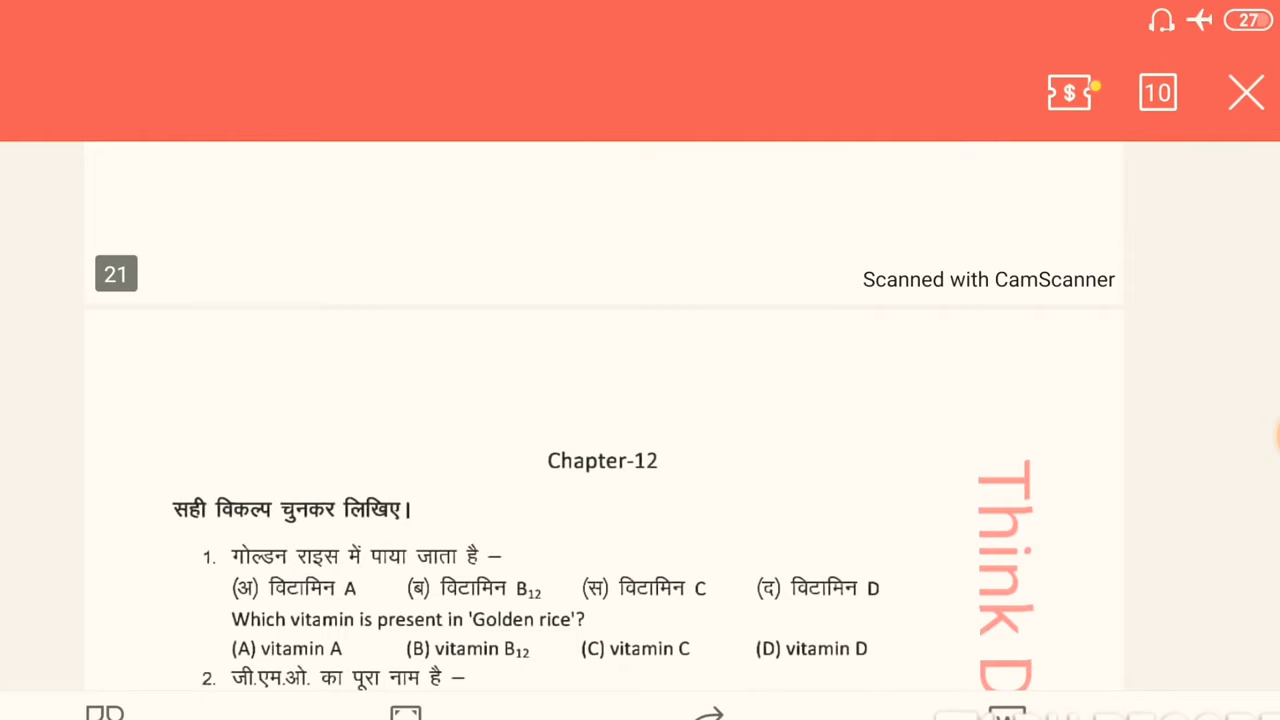 27
$
10
21
Scanned with CamScanner
Chapter-12
सही विकल्प चुनकर लिखिए।
1. गोल्डन राइस में पाया जाता है –
(अ) विटामिन A (ब) विटामिन B₁₂ (स) विटामिन C (द) विटामिन D
Which vitamin is present in 'Golden rice'?
(A) vitamin A (B) vitamin B₁₂ (C) vitamin C (D) vitamin D
2. जी.एम.ओ. का पूरा नाम है –
Think D